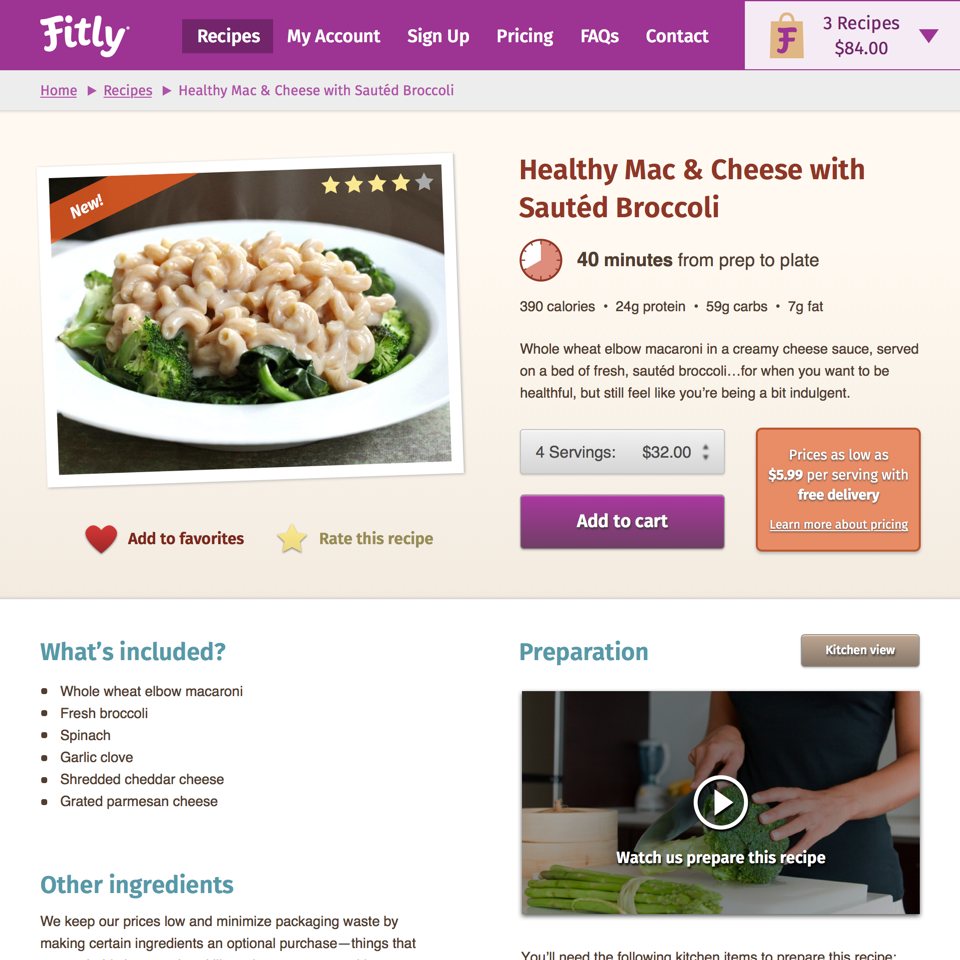 Fitly
Recipes
My Account
Sign Up
Pricing
FAQs
Contact
F
3 Recipes
$84.00
Home
Recipes
Healthy Mac & Cheese with Sautéd Broccoli
New!
Healthy Mac & Cheese with
Sautéd Broccoli
40 minutes from prep to plate
390 calories • 24g protein • 59g carbs • 7g fat
Whole wheat elbow macaroni in a creamy cheese sauce, served
on a bed of fresh, sautéd broccoli…for when you want to be
healthful, but still feel like you’re being a bit indulgent.
4 Servings: $32.00
Add to cart
Prices as low as
$5.99 per serving with
free delivery
Learn more about pricing
Add to favorites
Rate this recipe
What’s included?
• Whole wheat elbow macaroni
• Fresh broccoli
• Spinach
• Garlic clove
• Shredded cheddar cheese
• Grated parmesan cheese
Other ingredients
We keep our prices low and minimize packaging waste by
making certain ingredients an optional purchase—things that
Preparation
Kitchen view
Watch us prepare this recipe
You’ll need the following kitchen items to prepare this recipe: